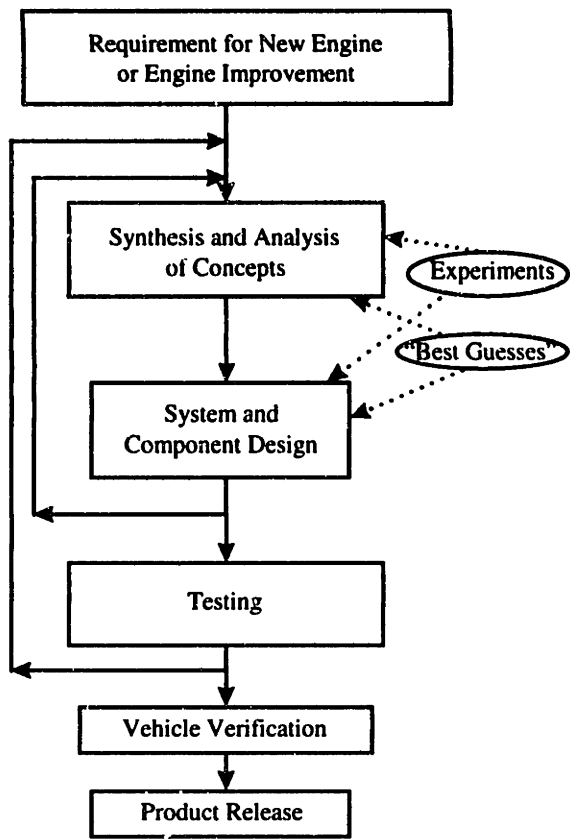 Requirement for New Engine
or Engine Improvement
Synthesis and Analysis
of Concepts
Experiments
"Best Guesses"
System and
Component Design
Testing
Vehicle Verification
Product Release